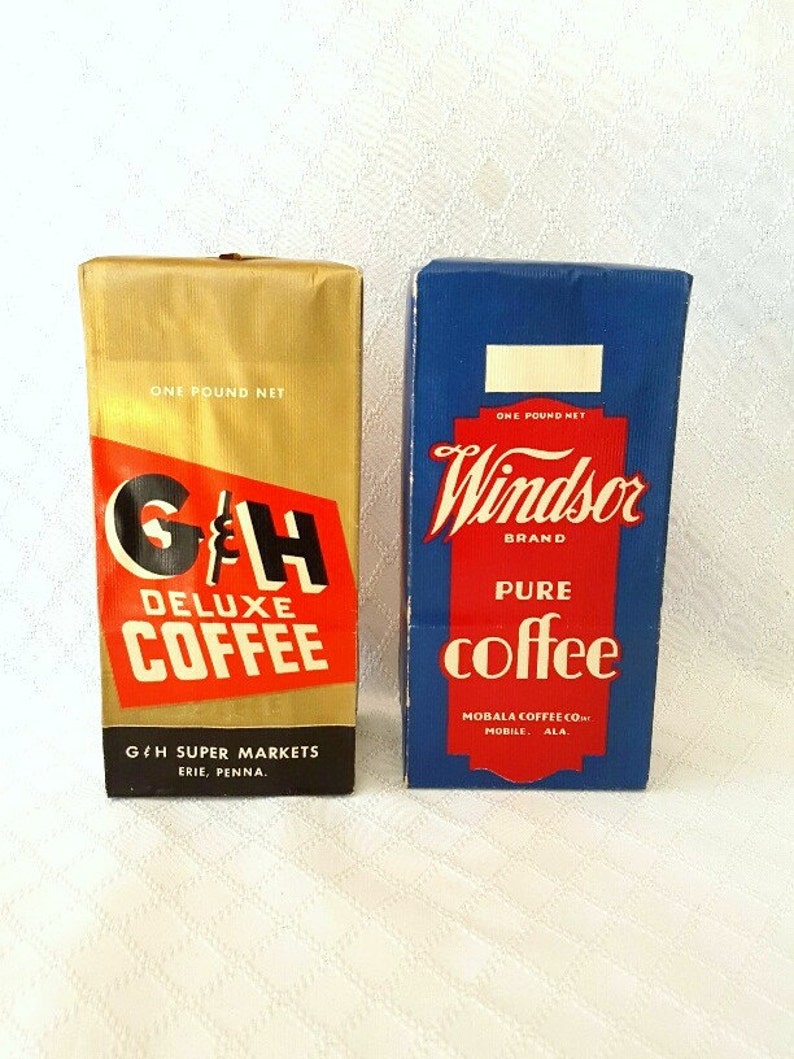 ONE POUND NET
G&H
DELUXE
COFFEE
G & H SUPER MARKETS
ERIE, PENNA.
ONE POUND NET
Windsor
BRAND
PURE
coffee
MOBALA COFFEE CO. INC.
MOBILE. ALA.